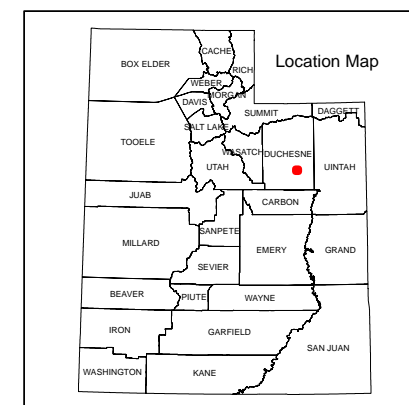 CACHE
BOX ELDER
RICH
Location Map
WEBER
MORGAN
DAVIS
SUMMIT
DAGGETT
SALT LAKE
TOOELE
WASATCH
DUCHESNE
UTAH
UINTAH
JUAB
CARBON
SANPETE
MILLARD
EMERY
GRAND
SEVIER
BEAVER
PIUTE
WAYNE
IRON
GARFIELD
SAN JUAN
WASHINGTON
KANE